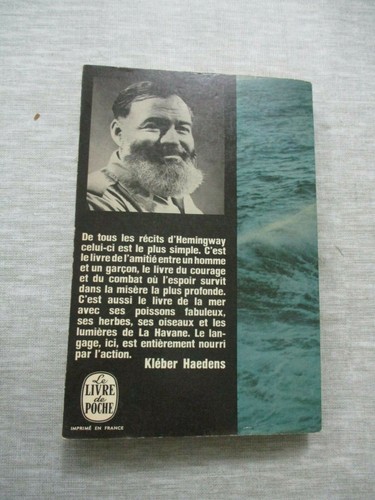 De tous les récits d'Hemingway
celui-ci est le plus simple. C'est
le livre de l'amitié entre un homme
et un garçon, le livre du courage
et du combat où l'espoir survit
dans la misère la plus profonde.
C'est aussi le livre de la mer
avec ses poissons fabuleux,
ses herbes, ses oiseaux et les
lumières de La Havane. Le lan-
gage, ici, est entièrement nourri
par l'action.
Kléber Haedens
Le
LIVRE
de
POCHE
IMPRIMÉ EN FRANCE